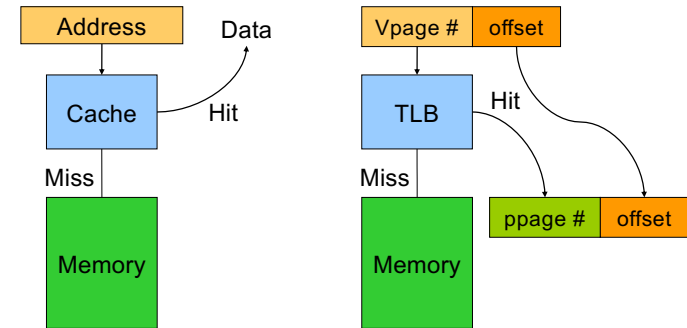 Address
Data
Cache
Hit
Miss
Memory
Vpage # offset
TLB
Hit
Miss
ppage # offset
Memory